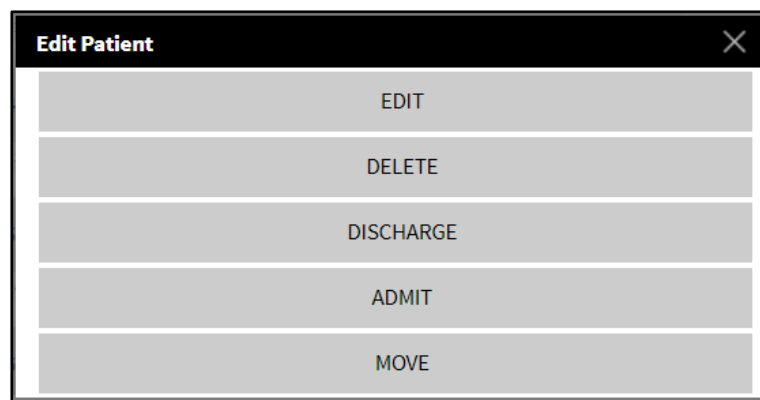 Edit Patient
EDIT
DELETE
DISCHARGE
ADMIT
MOVE